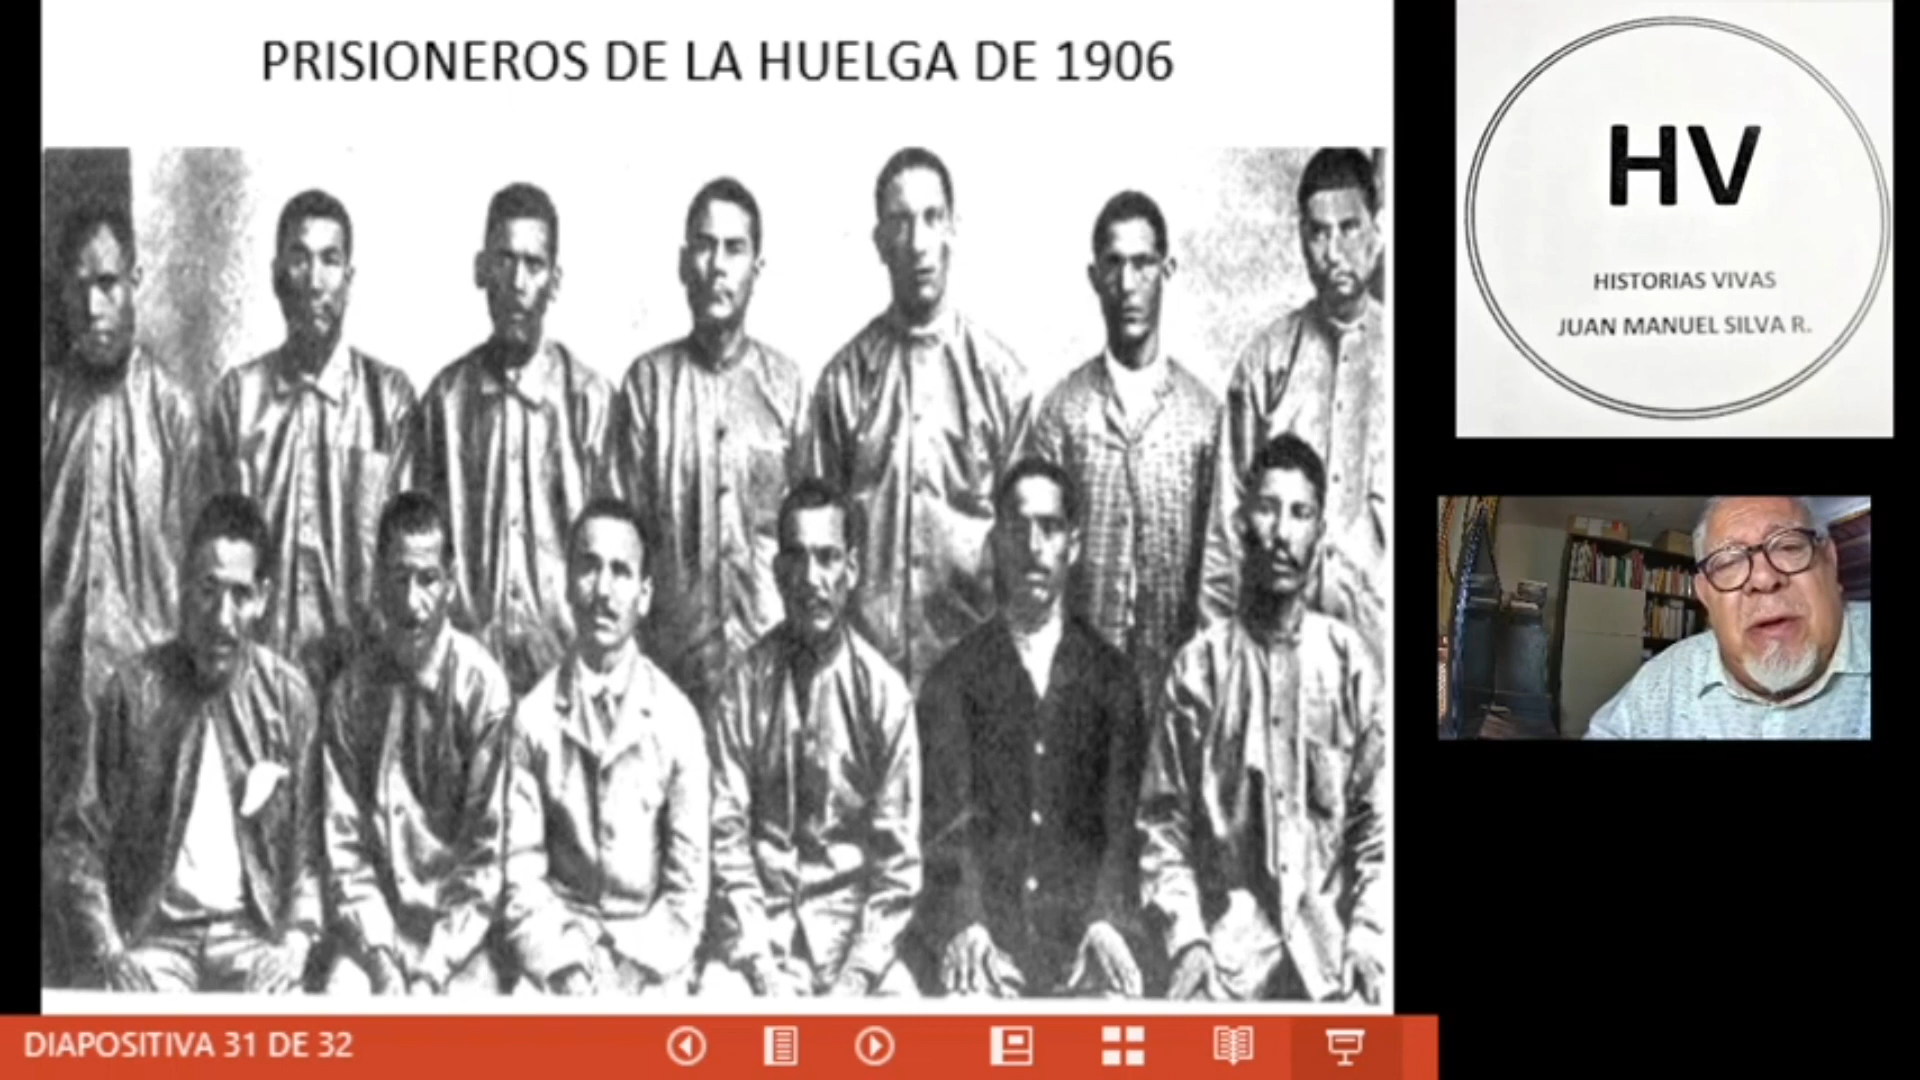 PRISIONEROS DE LA HUELGA DE 1906
HV
HISTORIAS VIVAS
JUAN MANUEL SILVA R.
DIAPOSITIVA 31 DE 32